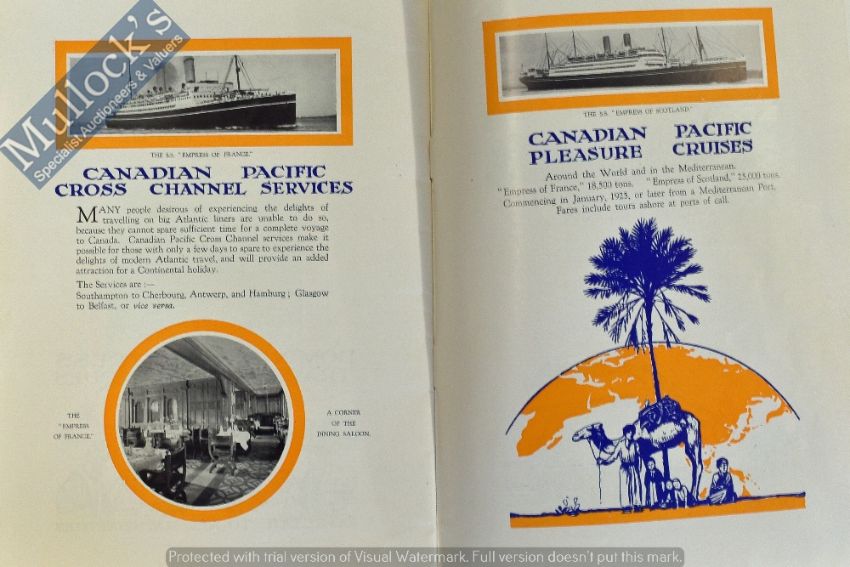 Mullock's
Specialist Auctioneers & Valuers
THE S.S. "EMPRESS OF FRANCE."
CANADIAN PACIFIC
CROSS CHANNEL SERVICES
MANY people desirous of experiencing the delights of
travelling on big Atlantic liners are unable to do so,
because they cannot spare sufficient time for a complete voyage
to Canada. Canadian Pacific Cross Channel services make it
possible for those with only a few days to spare to experience the
delights of modern Atlantic travel, and will provide an added
attraction for a Continental holiday.
The Services are :—
Southampton to Cherbourg, Antwerp, and Hamburg ; Glasgow
to Belfast, or vice versa.
THE
"EMPRESS
OF FRANCE."
A CORNER
OF THE
DINING SALOON.
THE S.S. "EMPRESS OF SCOTLAND."
CANADIAN PACIFIC
PLEASURE CRUISES
Around the World and in the Mediterranean.
"Empress of France," 18,500 tons. "Empress of Scotland," 25,000 tons.
Commencing in January, 1925, or later from a Mediterranean Port.
Fares include tours ashore at ports of call.
Protected with trial version of Visual Watermark. Full version doesn't put this mark.